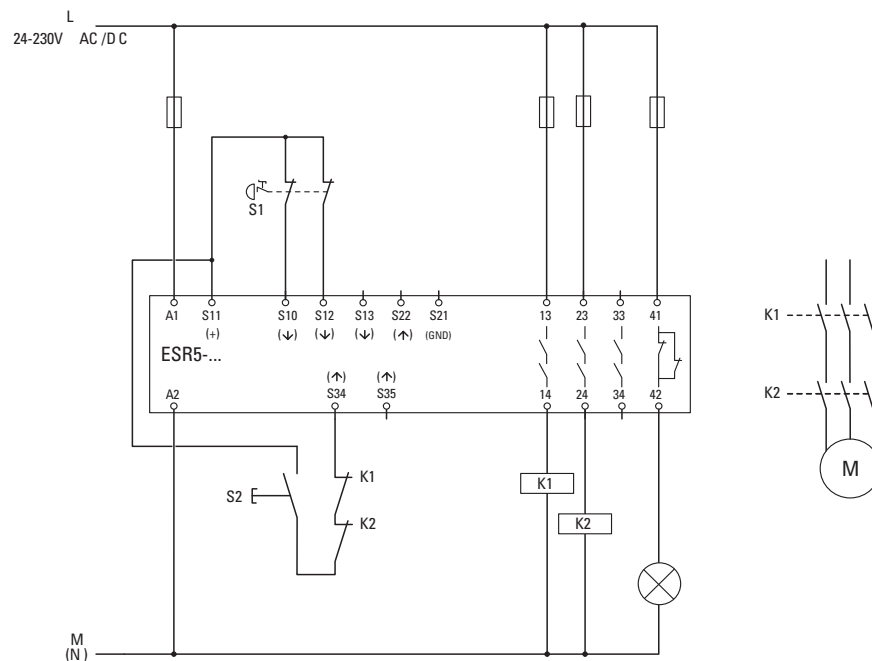 L
24-230V AC /D C
S1
A1 S11 S10 S12 S13 S22 S21 13 23 33 41
(+) (↓) (↓) (↓) (↑) (GND)
ESR5-...
(↑) (↑)
A2 S34 S35 14 24 34 42
K1
K2
S2
K1
K2
M
(N )
K1
K2
M